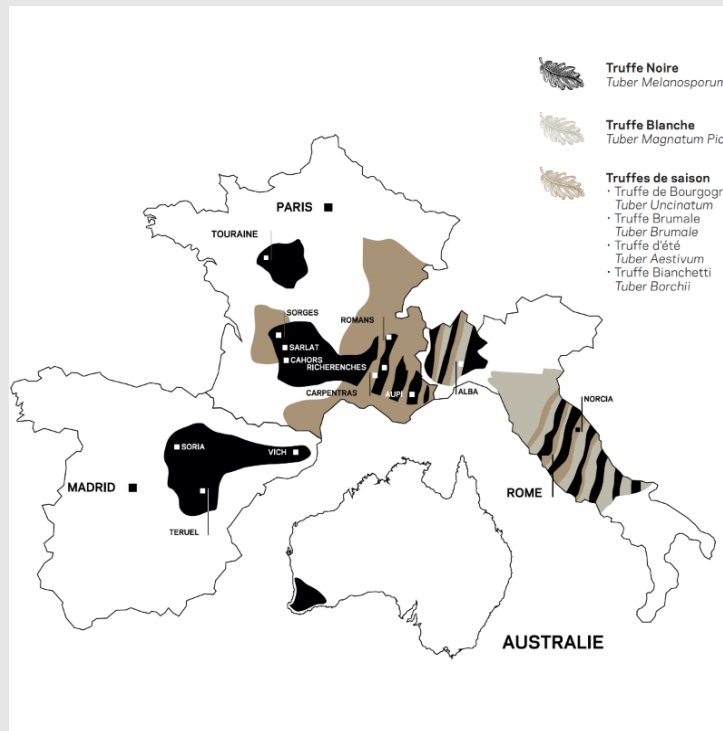 Truffe Noire
Tuber Melanosporum
Truffe Blanche
Tuber Magnatum Pic
Truffes de saison
· Truffe de Bourgogn
Tuber Uncinatum
· Truffe Brumale
Tuber Brumale
· Truffe d'été
Tuber Aestivum
· Truffe Bianchetti
Tuber Borchii
PARIS
TOURAINE
SORGES
ROMANS
SARLAT
CAHORS
RICHERENCHES
CARPENTRAS
AUPI
ALBA
NORCIA
SORIA
VICH
MADRID
ROME
TERUEL
AUSTRALIE